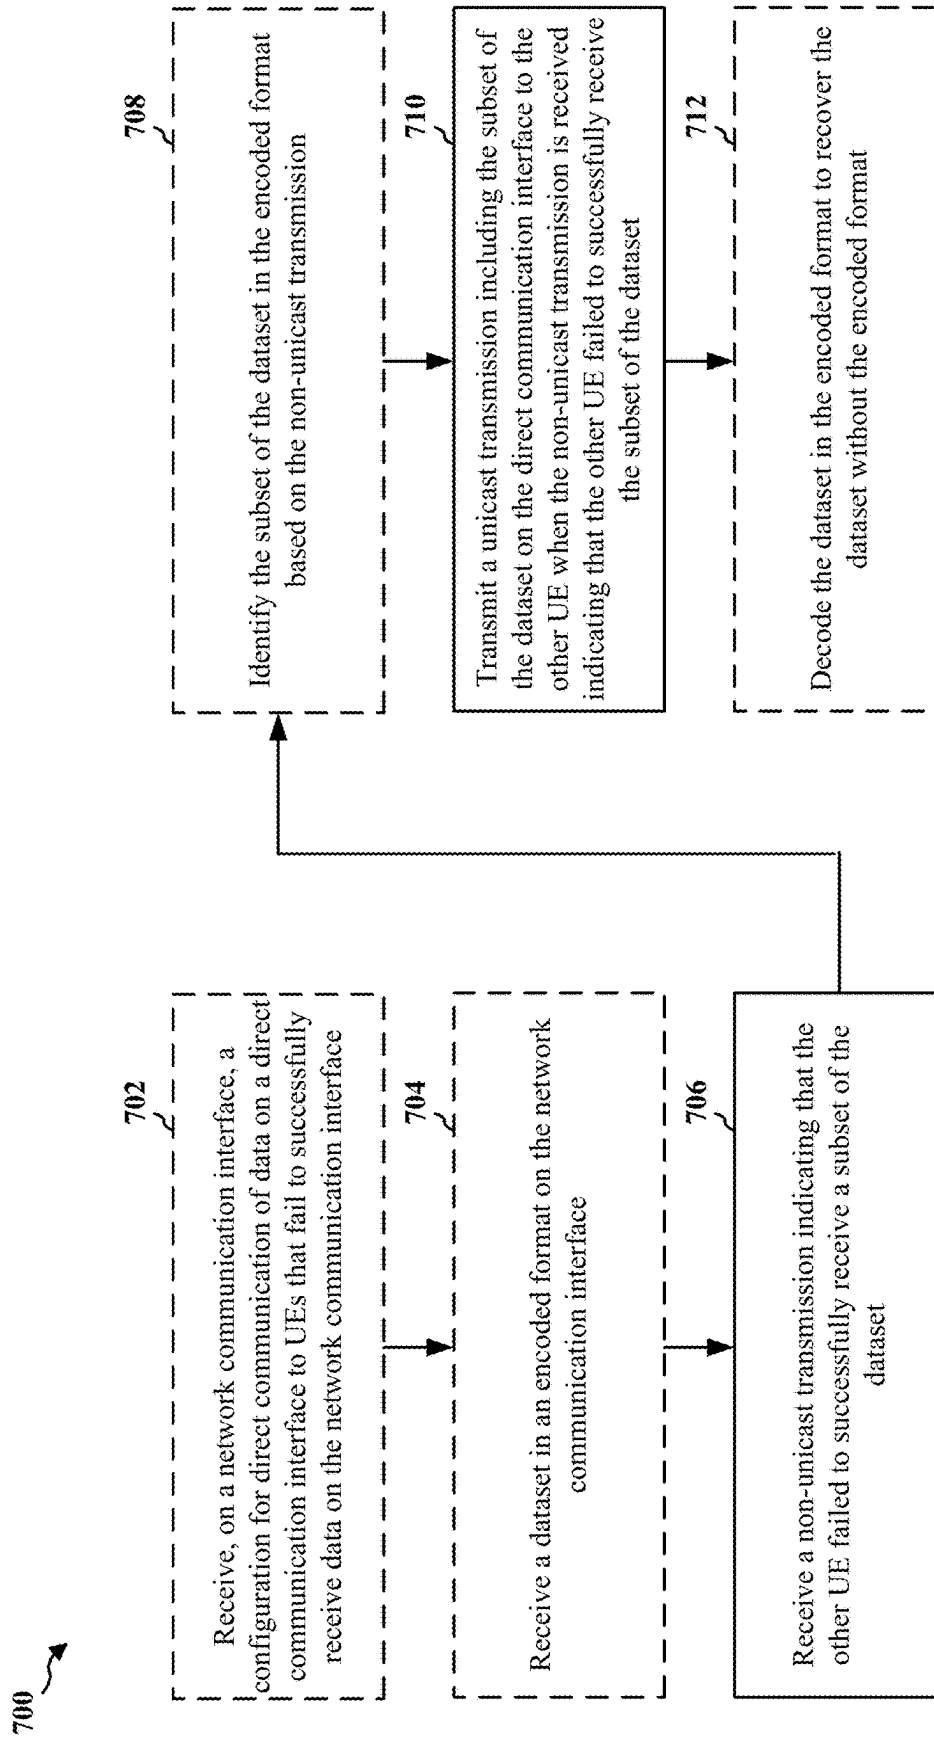 700
702
Receive, on a network communication interface, a
configuration for direct communication of data on a direct
communication interface to UEs that fail to successfully
receive data on the network communication interface
704
Receive a dataset in an encoded format on the network
communication interface
706
Receive a non-unicast transmission indicating that the
other UE failed to successfully receive a subset of the
dataset
708
Identify the subset of the dataset in the encoded format
based on the non-unicast transmission
710
Transmit a unicast transmission including the subset of
the dataset on the direct communication interface to the
other UE when the non-unicast transmission is received
indicating that the other UE failed to successfully receive
the subset of the dataset
712
Decode the dataset in the encoded format to recover the
dataset without the encoded format